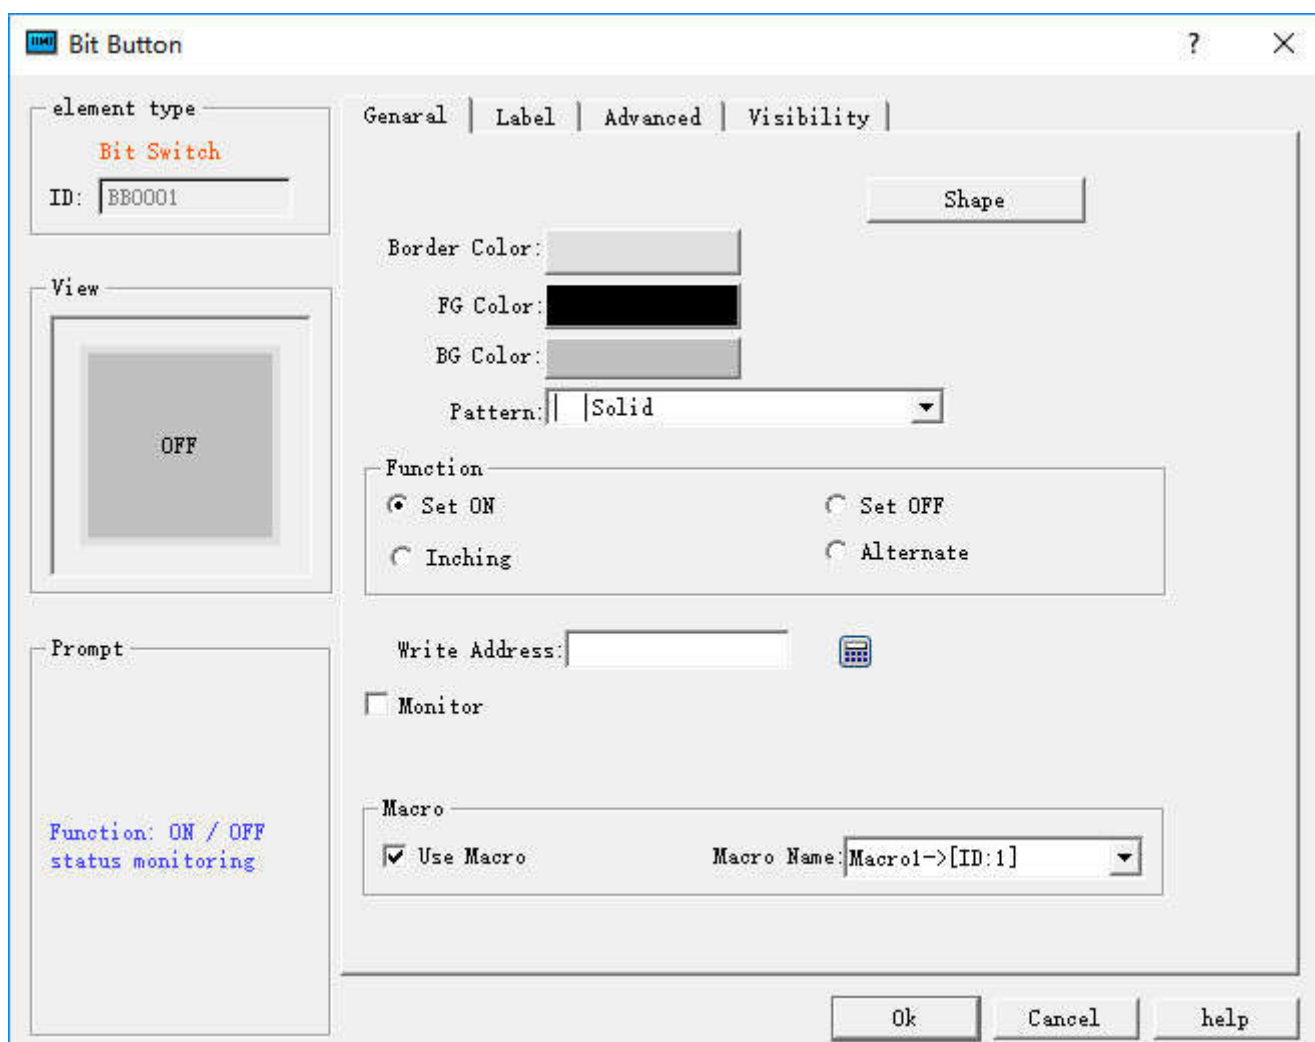 Bit Button
?
element type
Bit Switch
ID: BB0001
View
OFF
Prompt
Function: ON / OFF
status monitoring
Genaral | Label | Advanced | Visibility |
Shape
Border Color:
FG Color:
BG Color:
Pattern: Solid
Function
Set ON
Set OFF
Inching
Alternate
Write Address:
Monitor
Macro
Use Macro
Macro Name: Macro1->[ID:1]
Ok
Cancel
help